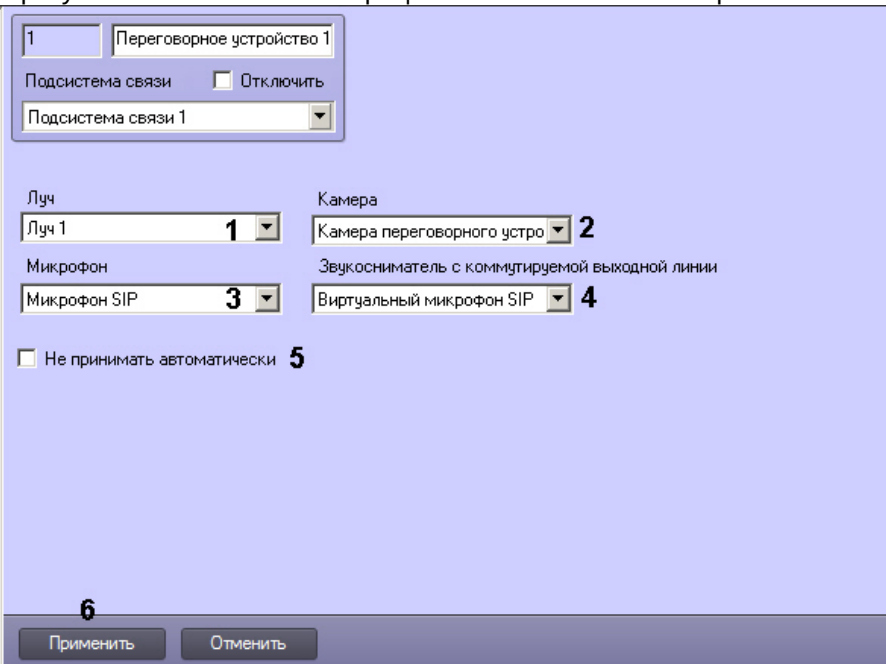 1 Переговорное устройство 1
Подсистема связи Отключить
Подсистема связи 1
Луч Камера
Луч 1 1 Камера переговорного устро 2
Микрофон Звукосниматель с коммутируемой выходной линии
Микрофон SIP 3 Виртуальный микрофон SIP 4
Не принимать автоматически 5
6
Применить Отменить